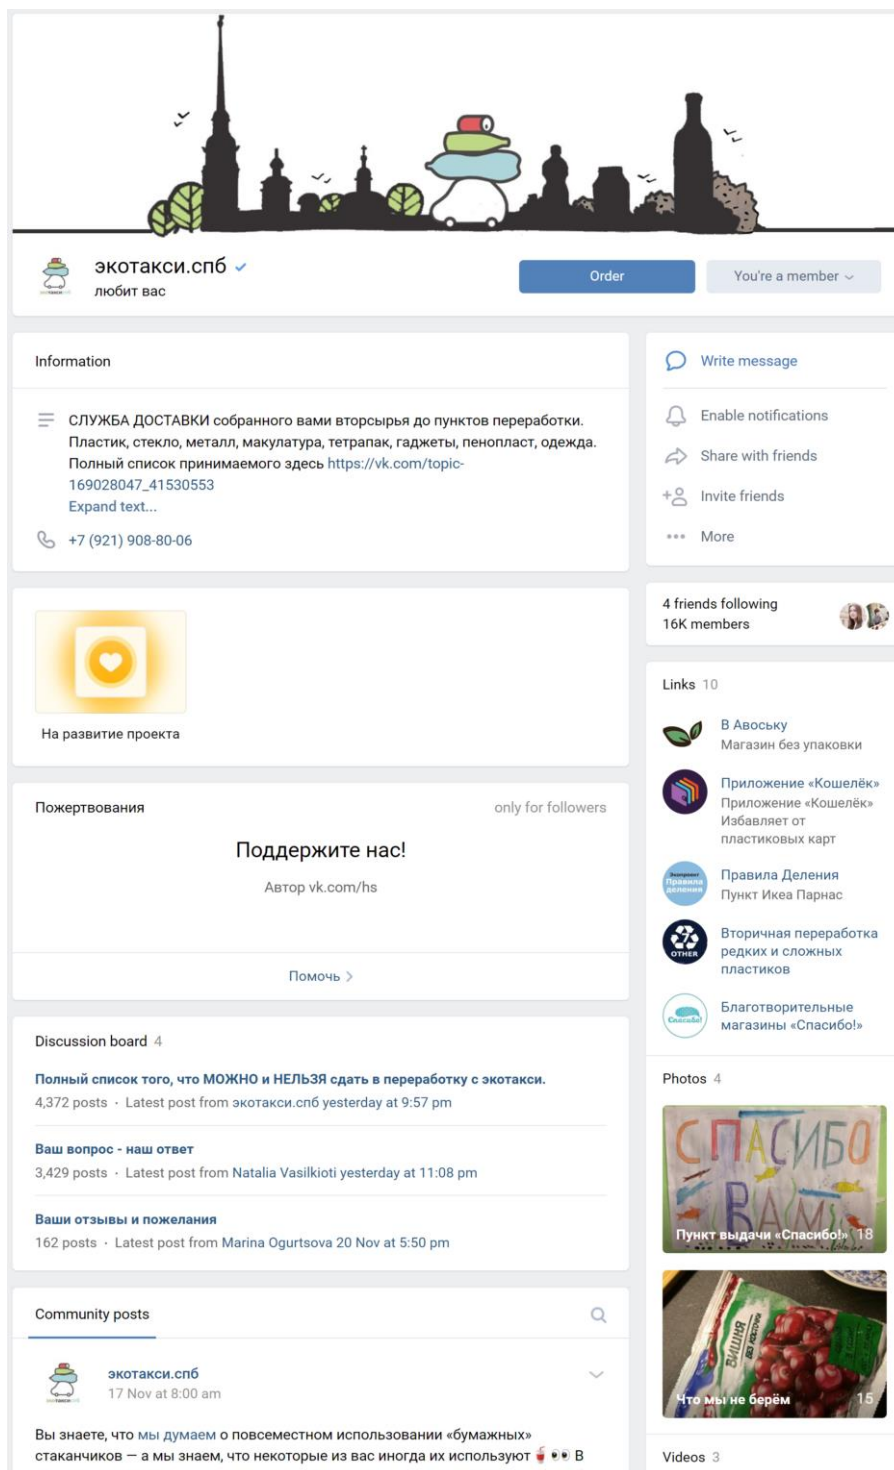 экотакси.спб
любит вас
Order
You're a member
Information
СЛУЖБА ДОСТАВКИ собранного вами вторсырья до пунктов переработки.
Пластик, стекло, металл, макулатура, тетрапак, гаджеты, пенопласт, одежда.
Полный список принимаемого здесь https://vk.com/topic-
169028047_41530553
Expand text...
+7 (921) 908-80-06
На развитие проекта
Пожертвования
only for followers
Поддержите нас!
Автор vk.com/hs
Помочь
Discussion board 4
Полный список того, что МОЖНО и НЕЛЬЗЯ сдать в переработку с экотакси.
4,372 posts · Latest post from экотакси.спб yesterday at 9:57 pm
Ваш вопрос - наш ответ
3,429 posts · Latest post from Natalia Vasilkioti yesterday at 11:08 pm
Ваши отзывы и пожелания
162 posts · Latest post from Marina Ogurtsova 20 Nov at 5:50 pm
Community posts
экотакси.спб
17 Nov at 8:00 am
Вы знаете, что мы думаем о повсеместном использовании «бумажных»
стаканчиков — а мы знаем, что некоторые из вас иногда их используют 🥤 👀 В
Write message
Enable notifications
Share with friends
Invite friends
More
4 friends following
16K members
Links 10
В Авоську
Магазин без упаковки
Приложение «Кошелёк»
Приложение «Кошелёк»
Избавляет от
пластиковых карт
Правила
деления
Правила Деления
Пункт Икеа Парнас
7
OTHER
Вторичная переработка
редких и сложных
пластиков
Спасибо!
Благотворительные
магазины «Спасибо!»
Photos 4
СПАСИБО
ВАМ
Пункт выдачи «Спасибо!» 18
ВИШНЯ
БЕЗ КОСТОЧКИ
Что мы не берём 15
Videos 3